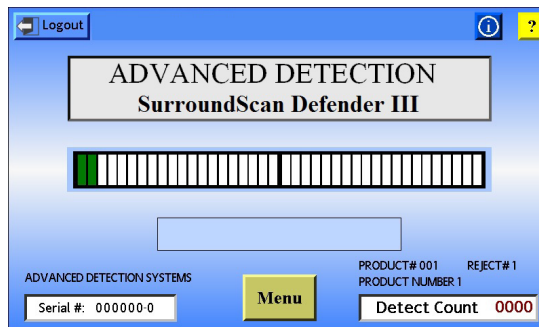 Logout
?
ADVANCED DETECTION
SurroundScan Defender III
PRODUCT# 001 REJECT# 1
ADVANCED DETECTION SYSTEMS
PRODUCT NUMBER 1
Serial #: 000000-0
Menu
Detect Count 0000